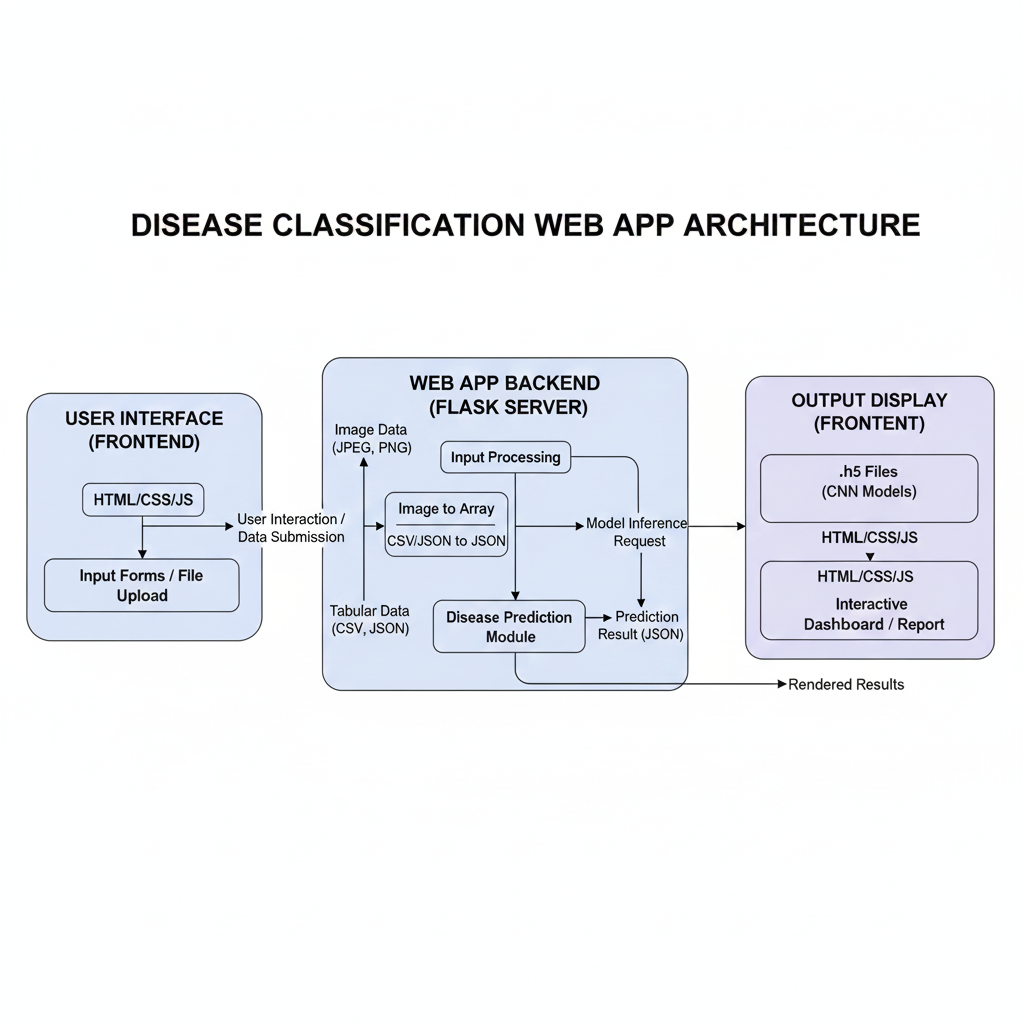 DISEASE CLASSIFICATION WEB APP ARCHITECTURE
USER INTERFACE
(FRONTEND)
HTML/CSS/JS
Input Forms / File
Upload
User Interaction /
Data Submission
WEB APP BACKEND
(FLASK SERVER)
Image Data
(JPEG, PNG)
Input Processing
Image to Array
CSV/JSON to JSON
Model Inference
Request
Tabular Data
(CSV, JSON)
Disease Prediction
Module
Prediction
Result (JSON)
OUTPUT DISPLAY
(FRONTENT)
.h5 Files
(CNN Models)
HTML/CSS/JS
HTML/CSS/JS
Interactive
Dashboard / Report
Rendered Results